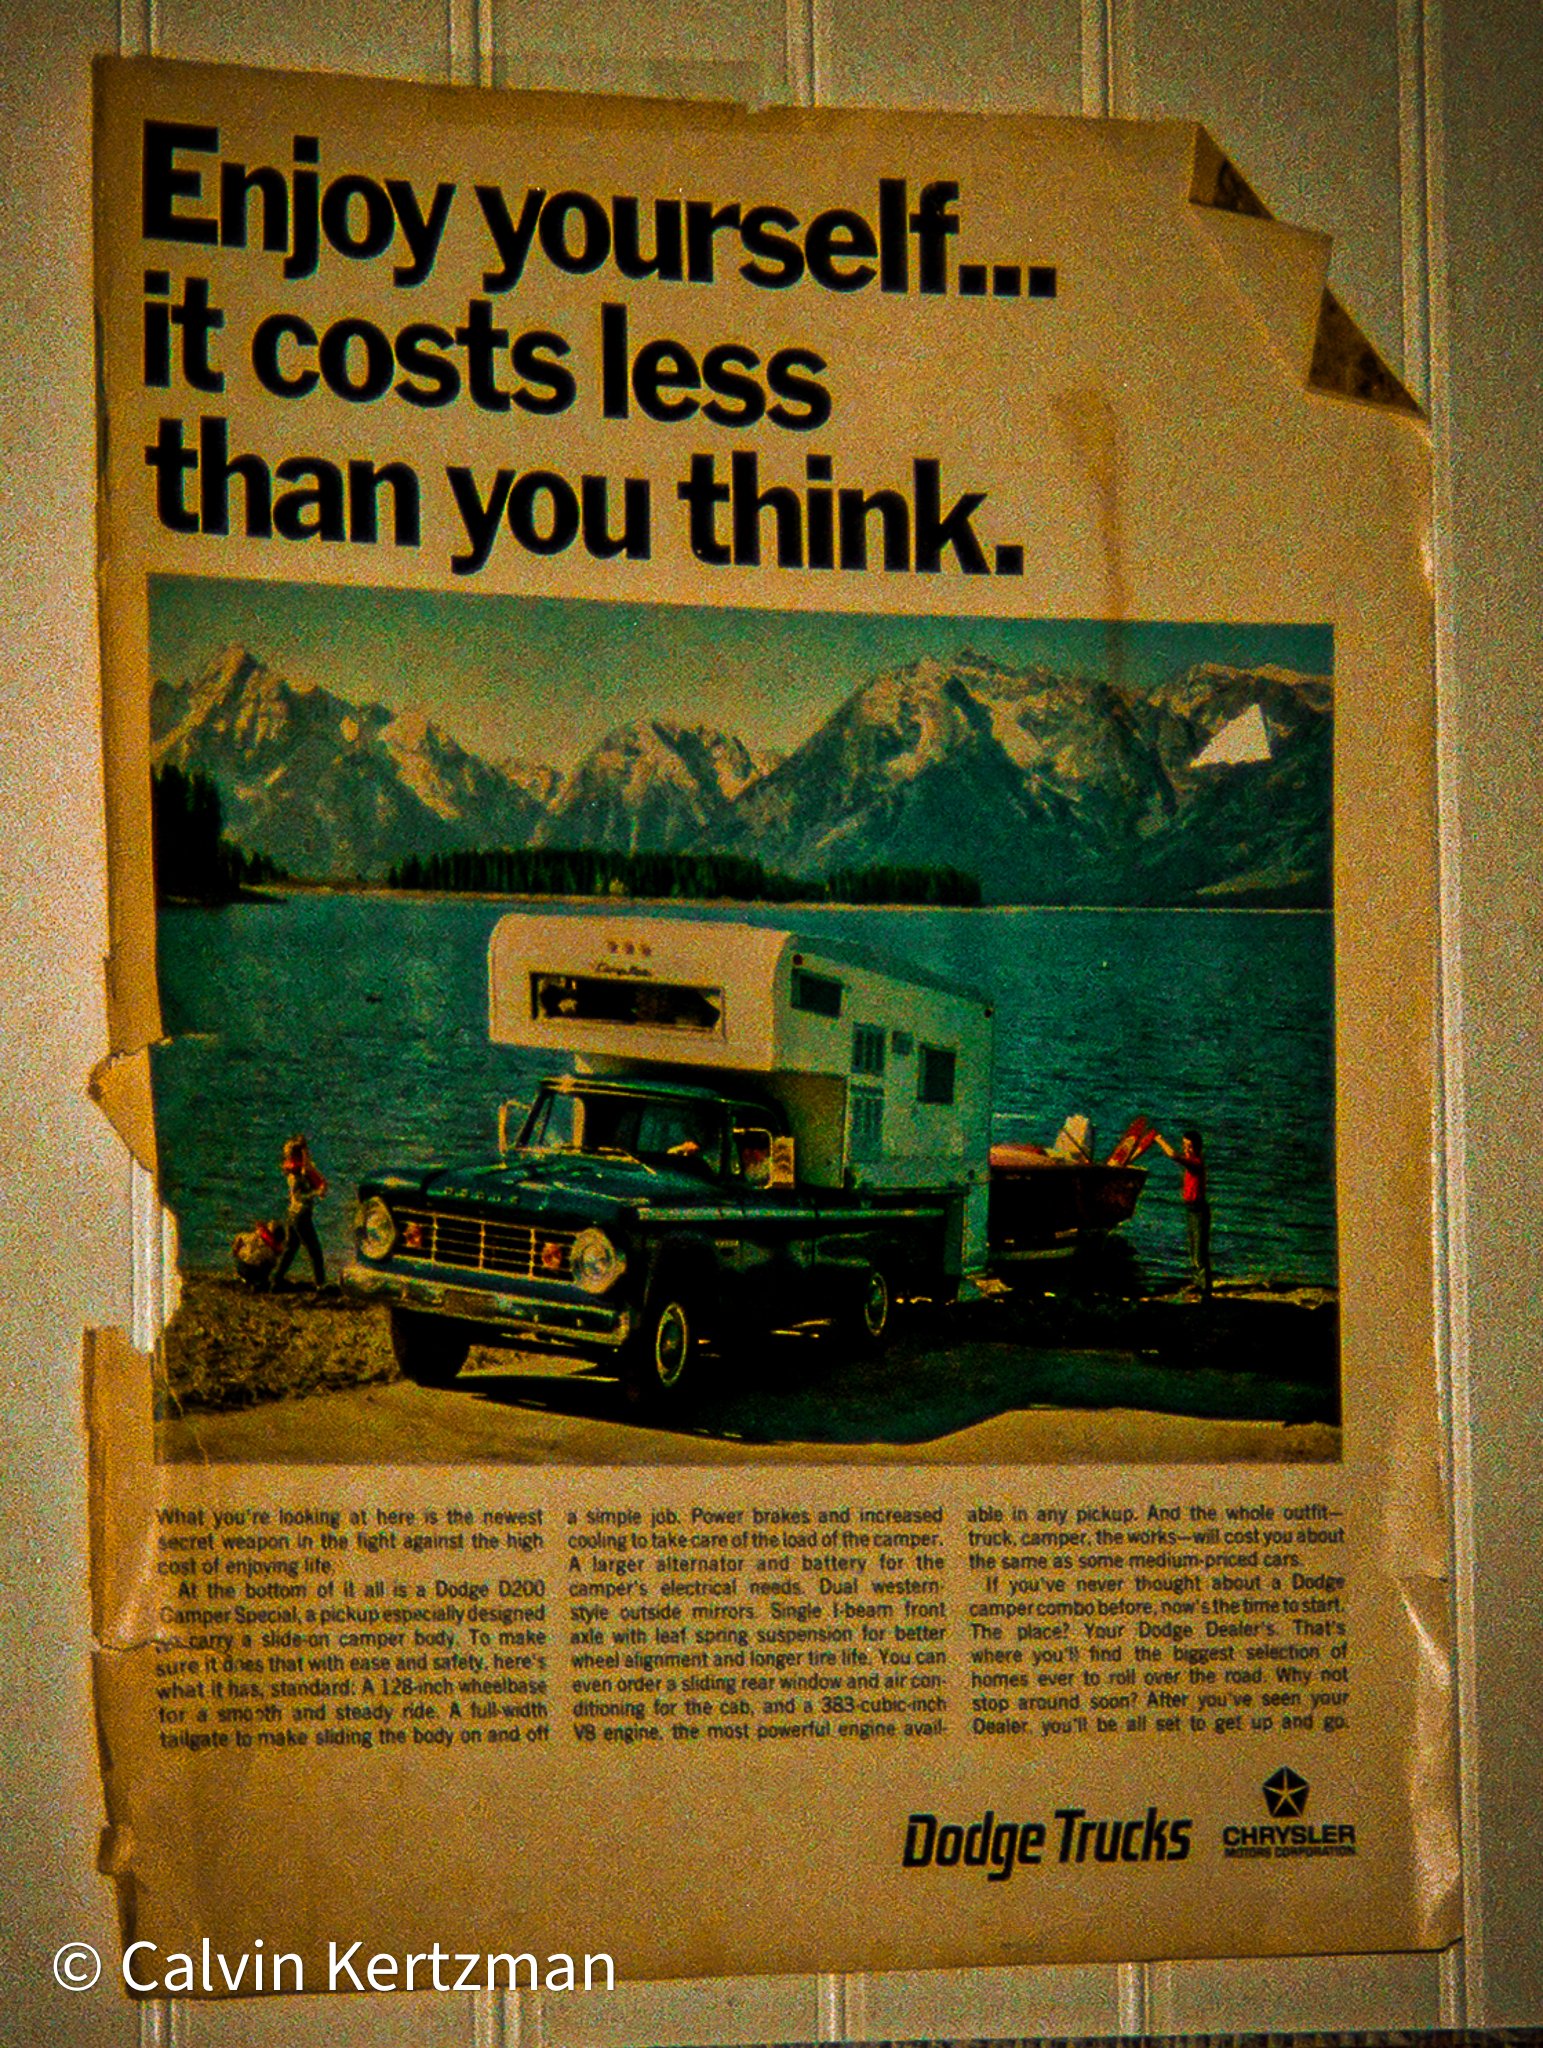 Enjoy yourself...
it costs less
than you think.
DODGE
What you're looking at here is the newest
secret weapon in the fight against the high
cost of enjoying life.
At the bottom of it all is a Dodge D200
Camper Special, a pickup especially designed
to carry a slide-on camper body. To make
sure it does that with ease and safety, here's
what it has, standard: A 128-inch wheelbase
for a smooth and steady ride. A full-width
tailgate to make sliding the body on and off
a simple job. Power brakes and increased
cooling to take care of the load of the camper.
A larger alternator and battery for the
camper's electrical needs. Dual western-
style outside mirrors. Single I-beam front
axle with leaf spring suspension for better
wheel alignment and longer tire life. You can
even order a sliding rear window and air con-
ditioning for the cab, and a 383-cubic-inch
V8 engine, the most powerful engine avail-
able in any pickup. And the whole outfit—
truck, camper, the works—will cost you about
the same as some medium-priced cars.
If you've never thought about a Dodge
camper combo before, now's the time to start.
The place? Your Dodge Dealer's. That's
where you'll find the biggest selection of
homes ever to roll over the road. Why not
stop around soon? After you've seen your
Dealer, you'll be all set to get up and go.
Dodge Trucks
CHRYSLER
MOTORS CORPORATION
© Calvin Kertzman